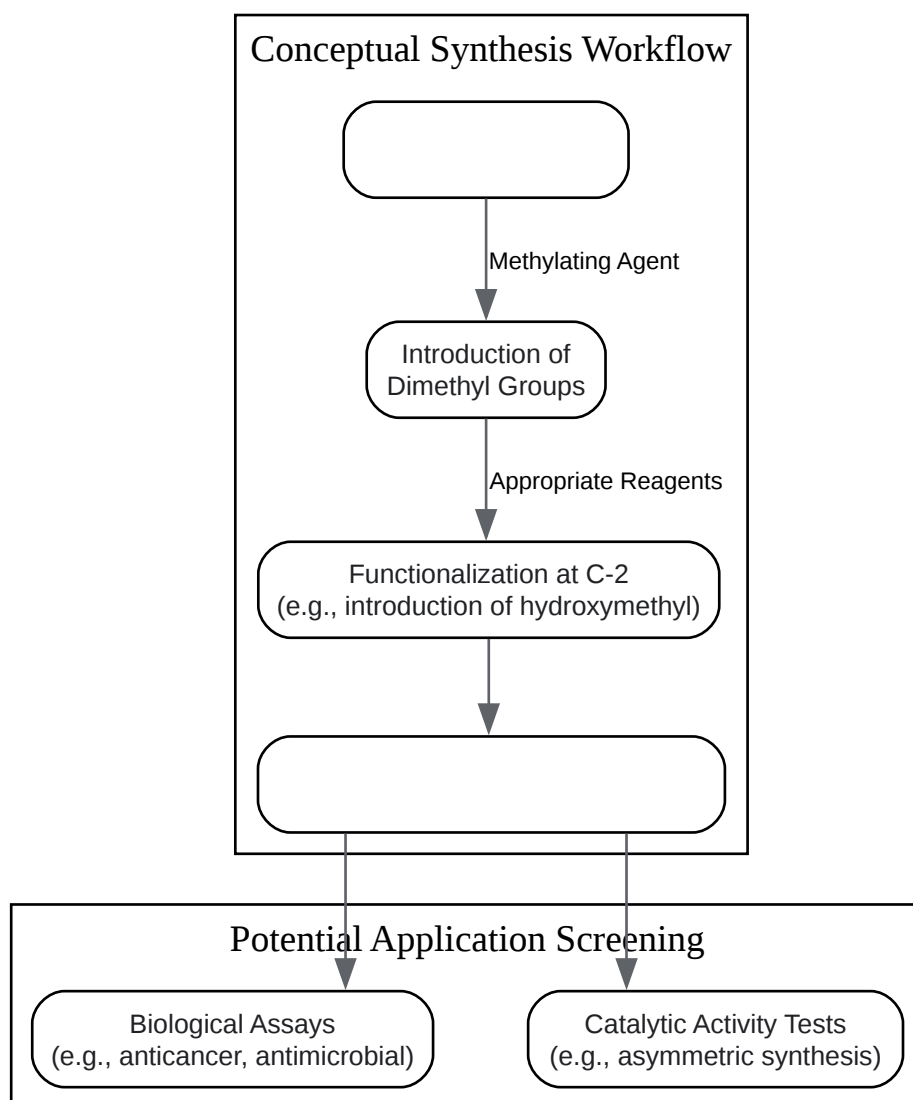 Conceptual Synthesis Workflow
Methylating Agent
Introduction of
Dimethyl Groups
Appropriate Reagents
Functionalization at C-2
(e.g., introduction of hydroxymethyl)
Potential Application Screening
Biological Assays
(e.g., anticancer, antimicrobial)
Catalytic Activity Tests
(e.g., asymmetric synthesis)